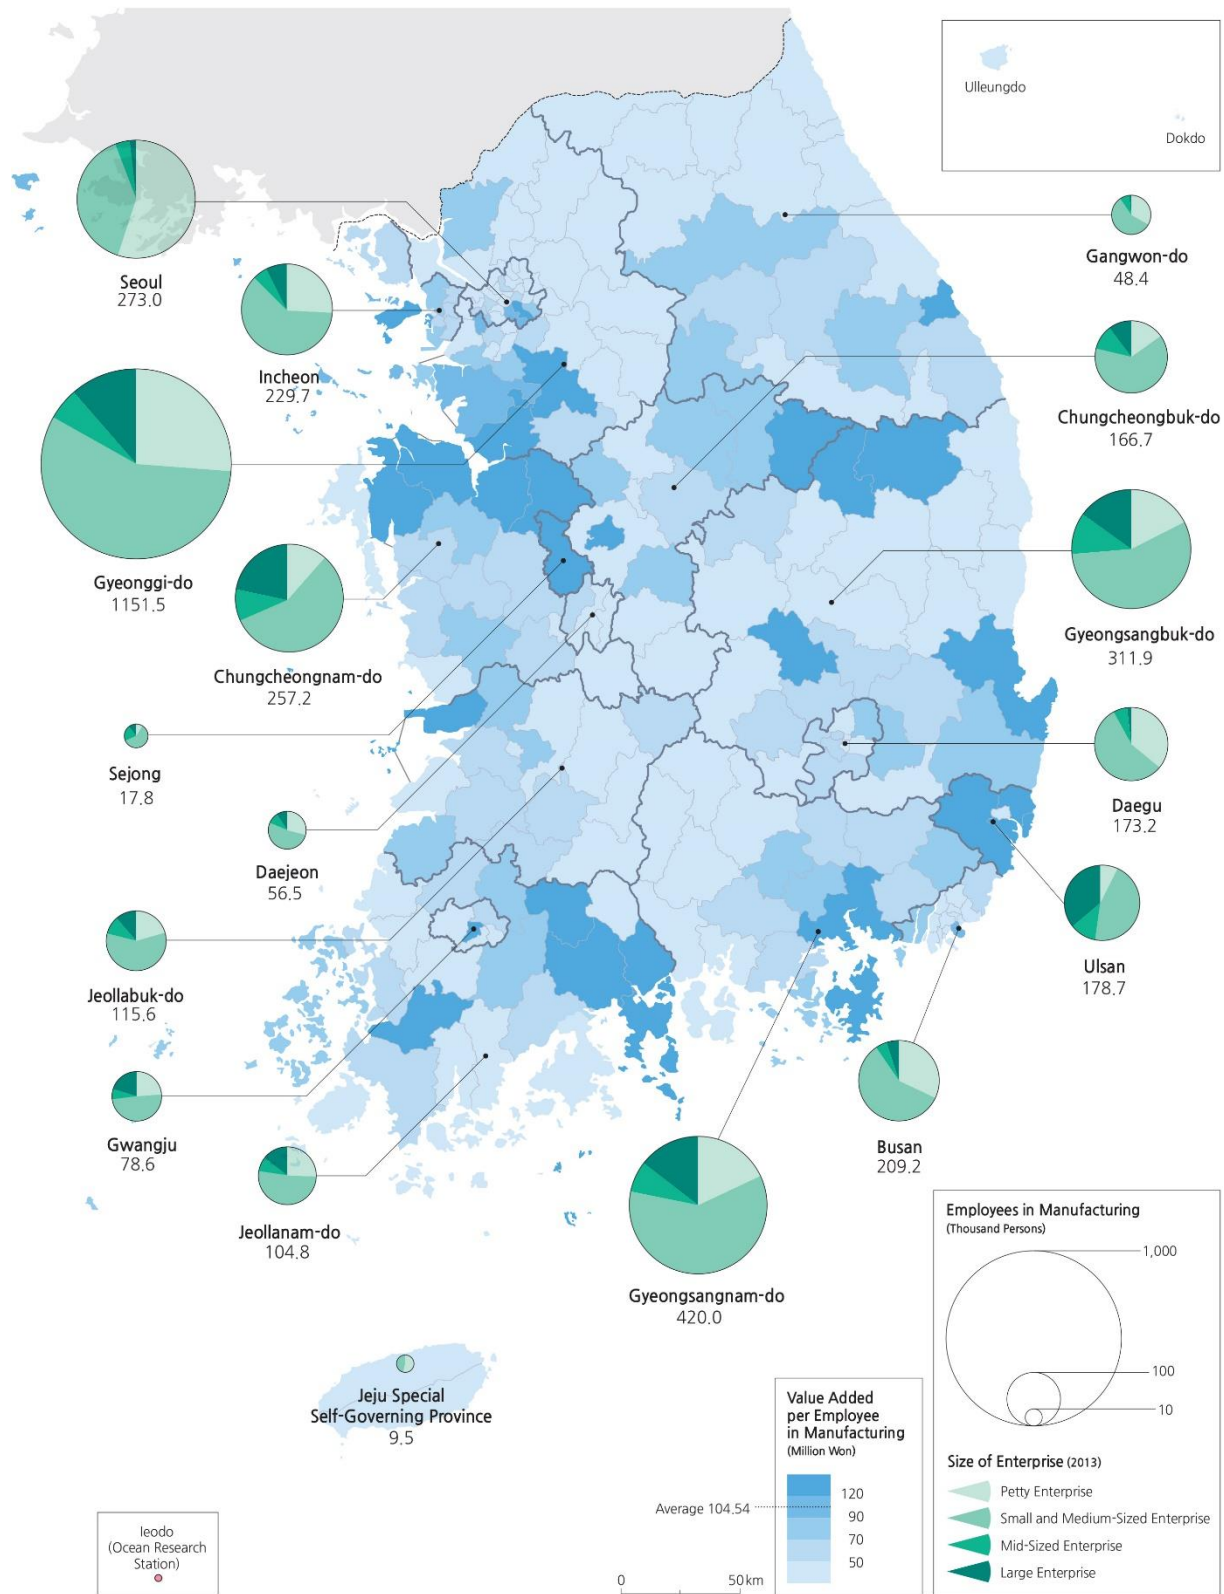 Ulleungdo
Dokdo
Seoul
273.0
Gangwon-do
48.4
Incheon
229.7
Chungcheongbuk-do
166.7
Gyeonggi-do
1151.5
Gyeongsangbuk-do
311.9
Chungcheongnam-do
257.2
Sejong
17.8
Daegu
173.2
Daejeon
56.5
Ulsan
178.7
Jeollabuk-do
115.6
Gwangju
78.6
Busan
209.2
Jeollanam-do
104.8
Gyeongsangnam-do
420.0
Jeju Special
Self-Governing Province
9.5
Ieodo
(Ocean Research
Station)
0 50 km
Value Added
per Employee
in Manufacturing
(Million Won)
120
Average 104.54
90
70
50
Employees in Manufacturing
(Thousand Persons)
1,000
100
10
Size of Enterprise (2013)
Petty Enterprise
Small and Medium-Sized Enterprise
Mid-Sized Enterprise
Large Enterprise